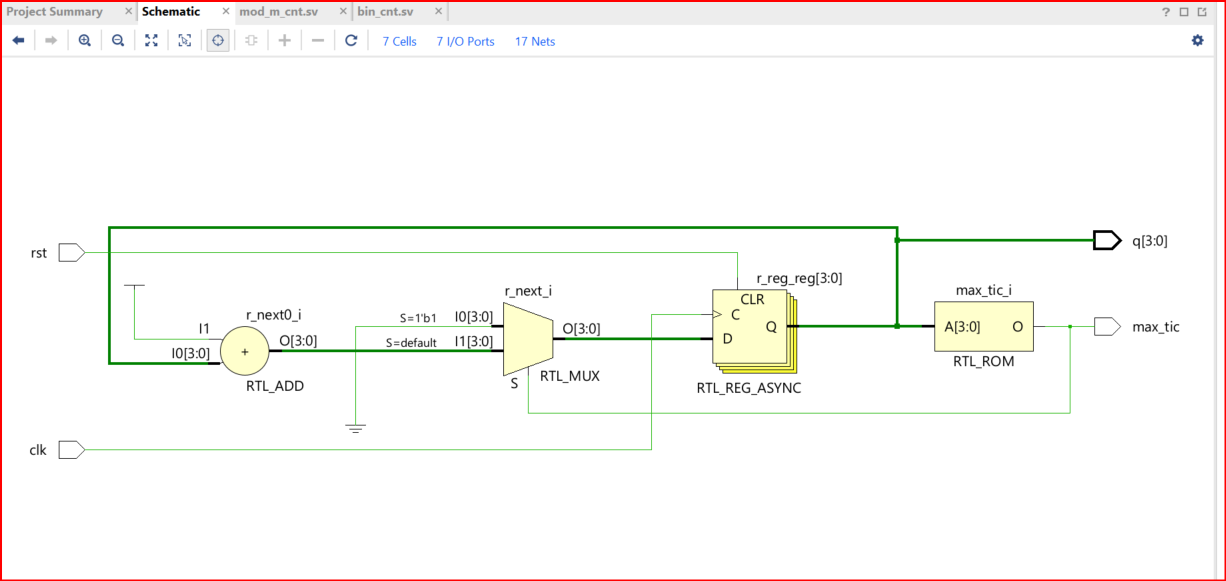 Project Summary × Schematic × mod_m_cnt.sv × bin_cnt.sv × ?
7 Cells 7 I/O Ports 17 Nets
rst
q[3:0]
r_reg_reg[3:0]
r_next_i
max_tic_i
CLR
r_next0_i
S=1'b1 I0[3:0]
C
I1
O[3:0]
Q
A[3:0] O
max_tic
O[3:0]
S=default I1[3:0]
D
I0[3:0]
+
RTL_ROM
S
RTL_MUX
RTL_ADD
RTL_REG_ASYNC
clk